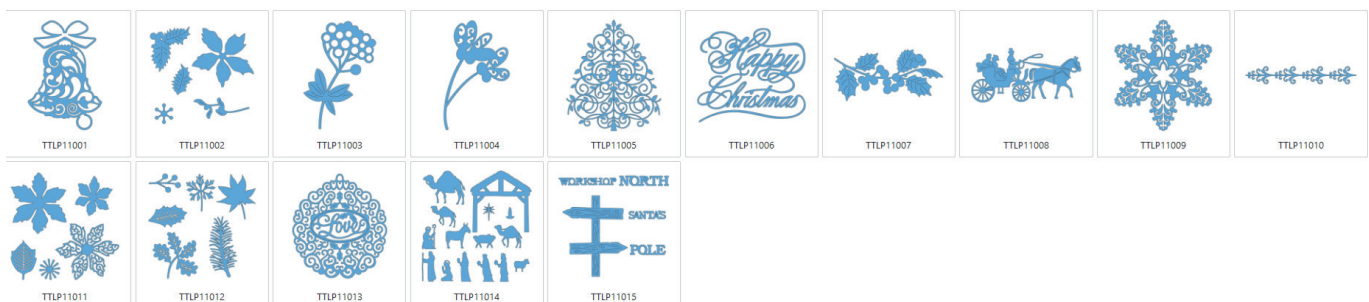 Happy
Christmas
TTLP11001 TTLP11002 TTLP11003 TTLP11004 TTLP11005 TTLP11006 TTLP11007 TTLP11008 TTLP11009 TTLP11010
WORKSHOP NORTH
SANTA'S
Love
POLE
TTLP11011 TTLP11012 TTLP11013 TTLP11014 TTLP11015